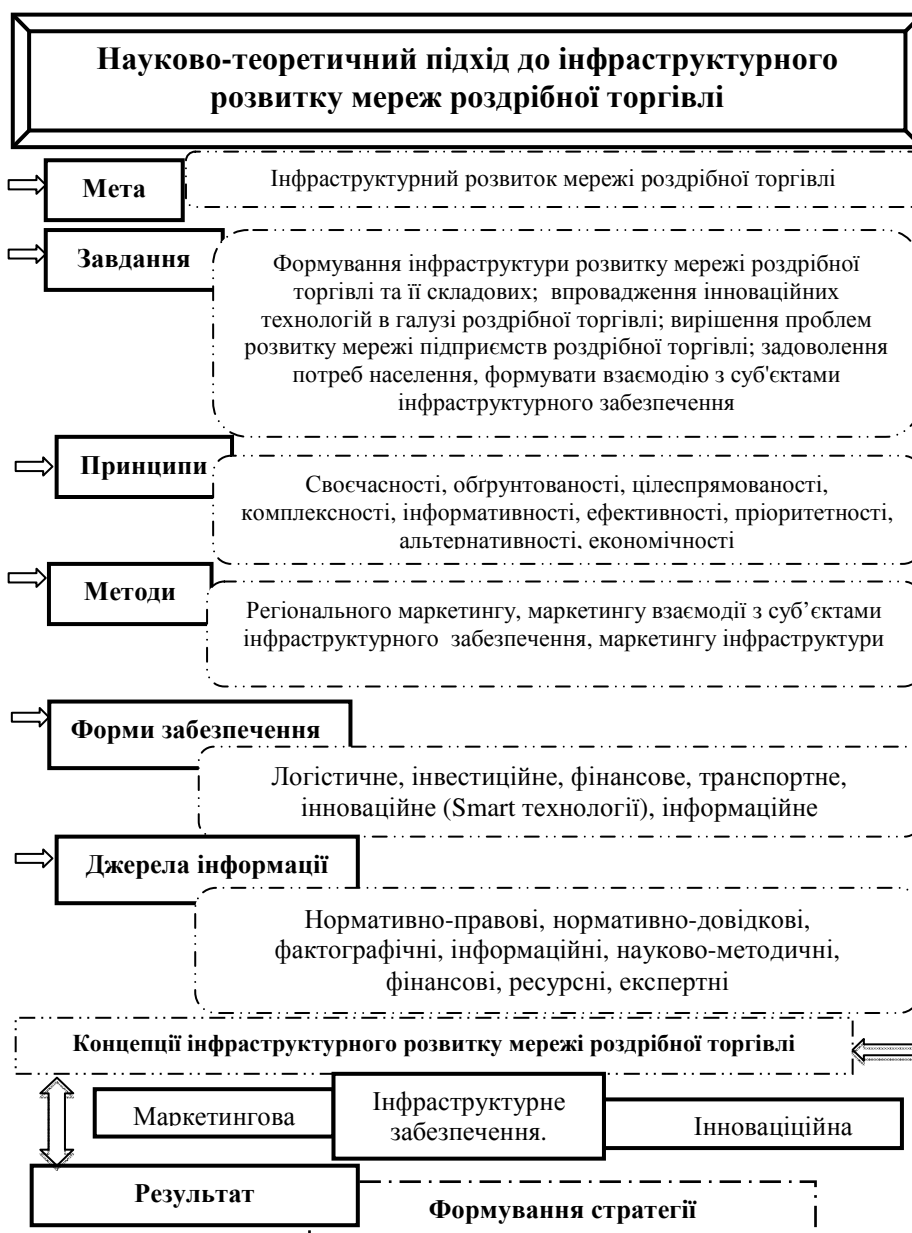 Науково-теоретичний підхід до інфраструктурного
розвитку мереж роздрібної торгівлі
Мета
Інфраструктурний розвиток мережі роздрібної торгівлі
Завдання
Формування інфраструктури розвитку мережі роздрібної
торгівлі та її складових; впровадження інноваційних
технологій в галузі роздрібної торгівлі; вирішення проблем
розвитку мережі підприємств роздрібної торгівлі; задоволення
потреб населення, формувати взаємодію з суб'єктами
інфраструктурного забезпечення
Принципи
Своєчасності, обґрунтованості, цілеспрямованості,
комплексності, інформативності, ефективності, пріоритетності,
альтернативності, економічності
Методи
Регіонального маркетингу, маркетингу взаємодії з суб’єктами
інфраструктурного забезпечення, маркетингу інфраструктури
Форми забезпечення
Логістичне, інвестиційне, фінансове, транспортне,
інноваційне (Smart технології), інформаційне
Джерела інформації
Нормативно-правові, нормативно-довідкові,
фактографічні, інформаційні, науково-методичні,
фінансові, ресурсні, експертні
Концепції інфраструктурного розвитку мережі роздрібної торгівлі
Маркетингова
Інфраструктурне
забезпечення.
Інноваціційна
Результат
Формування стратегії